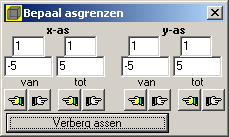 Bepaal asgrenzen
x-as y-as
1 1 1 1
-5 5 -5 5
van tot van tot
Verberg assen